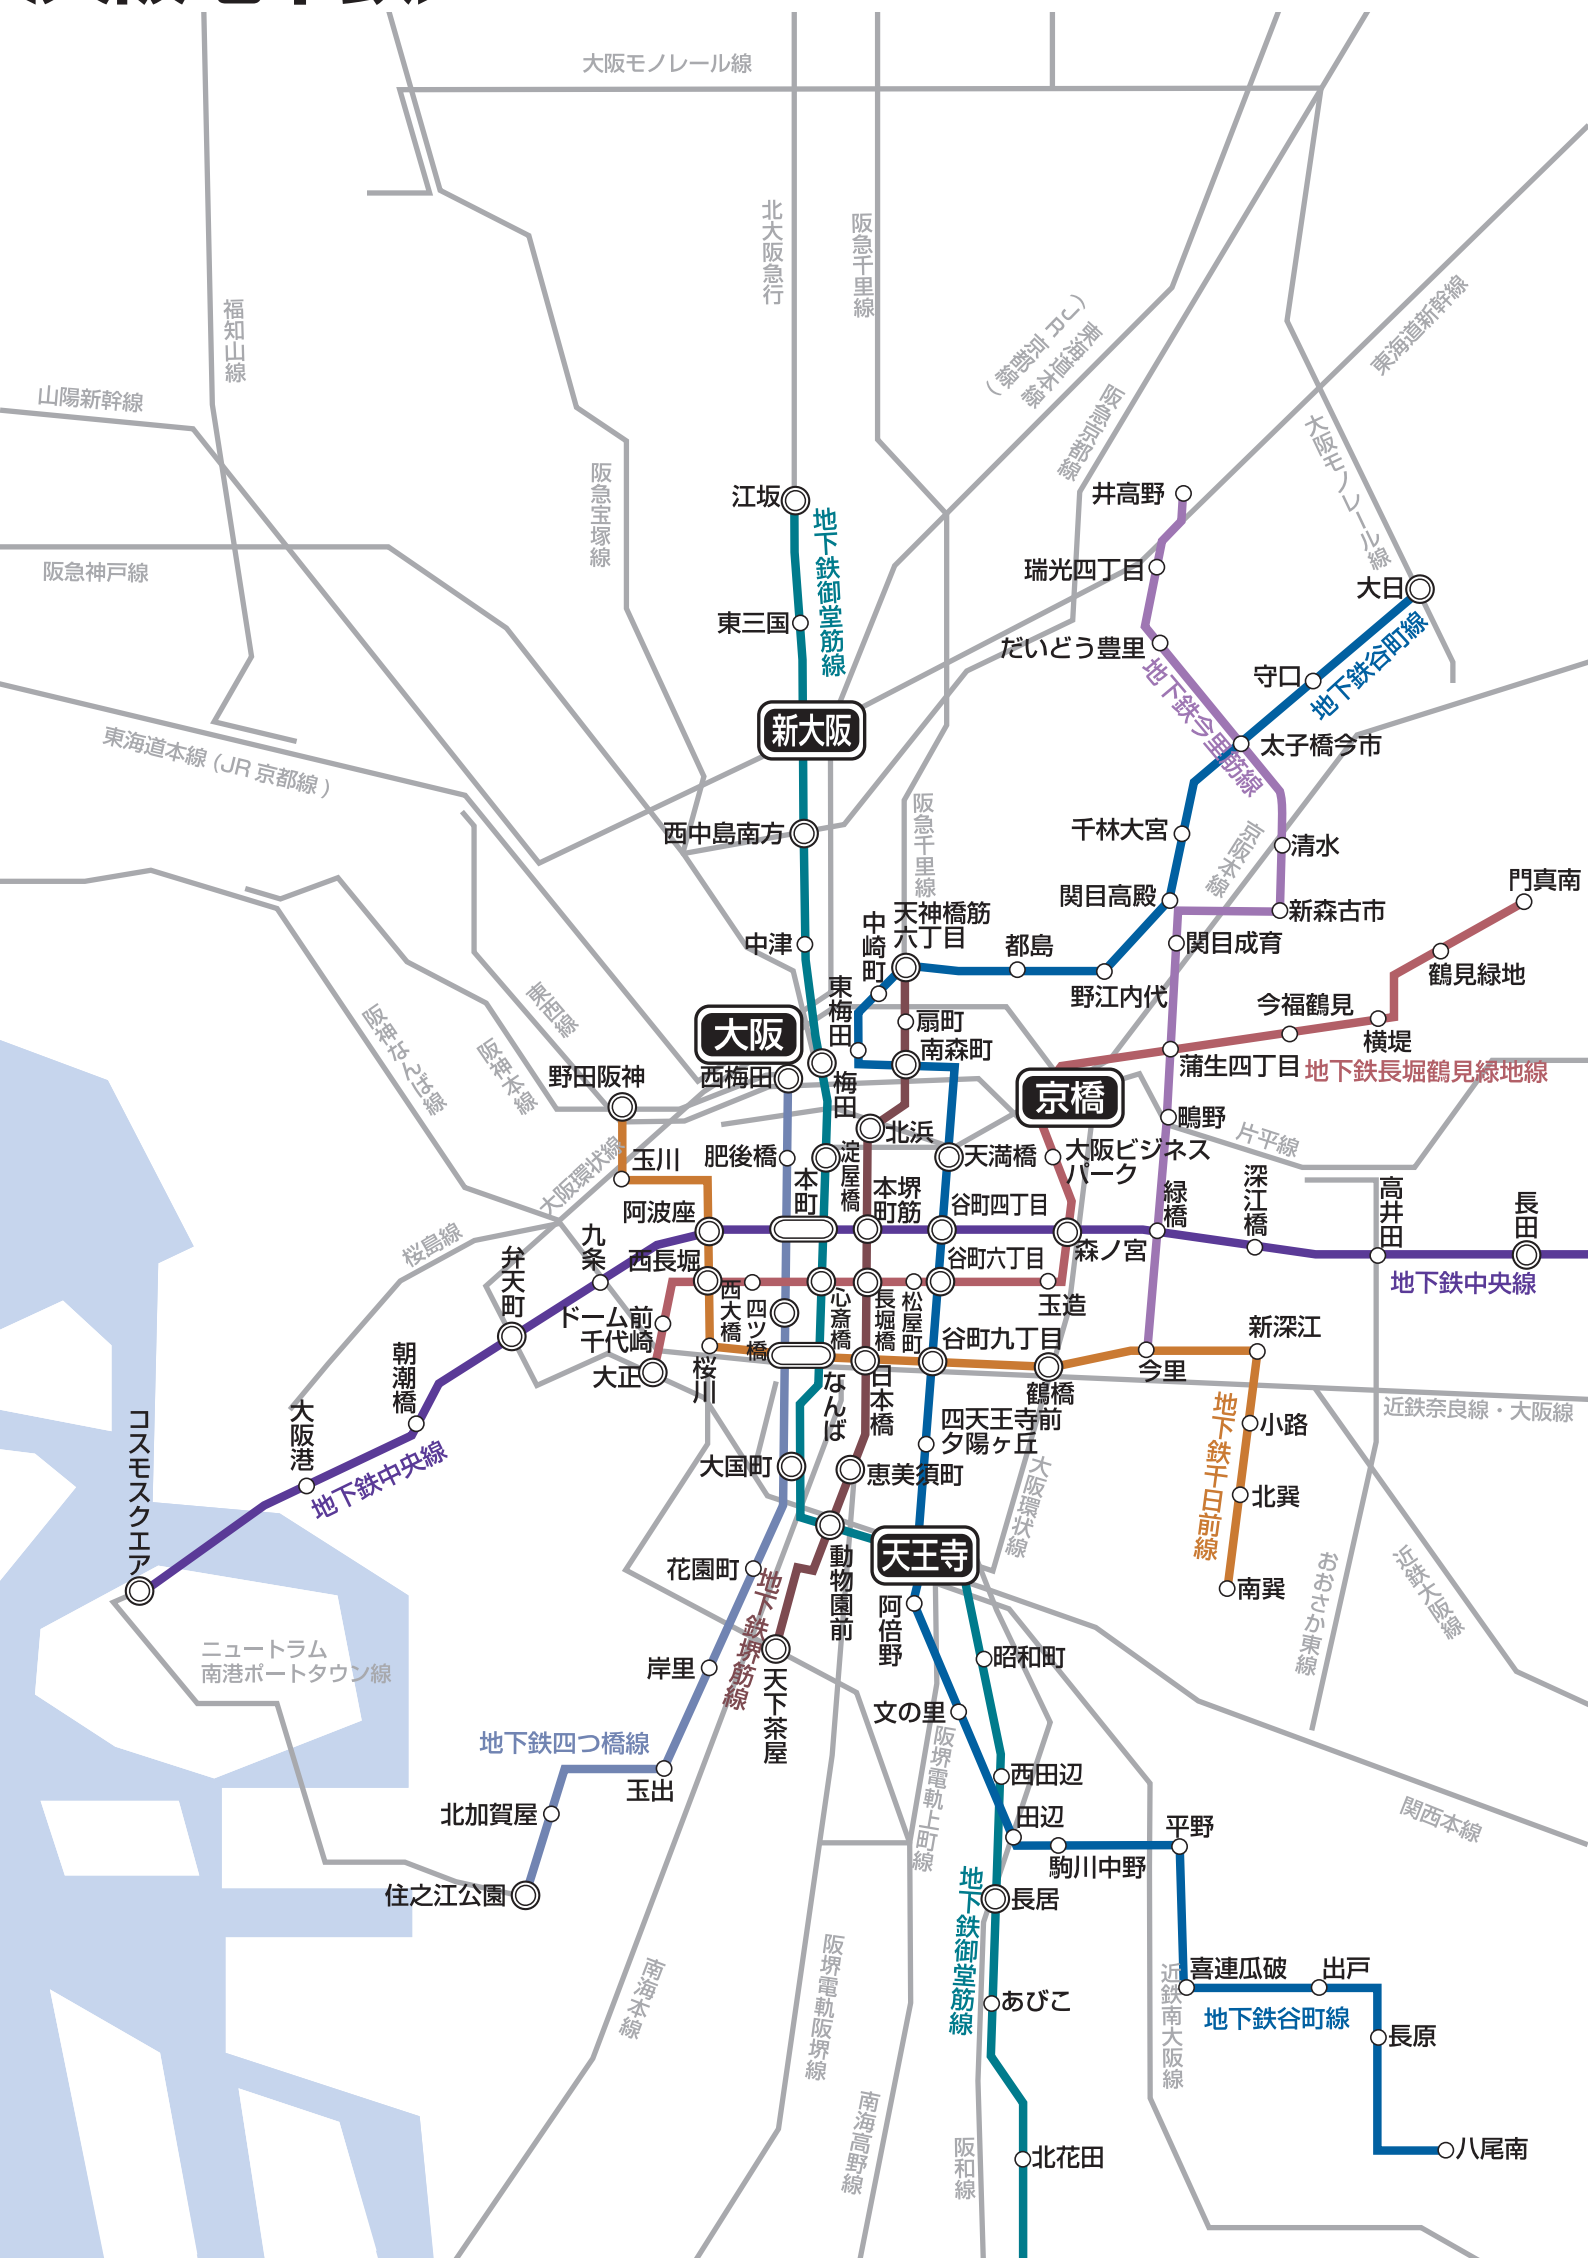 大阪モノレール線
北大阪急行
阪急千里線
福知山線
山陽新幹線
東海道本線
(JR京都線)
東海道新幹線
阪急京都線
大阪モノレール線
阪急宝塚線
阪急神戸線
江坂
地下鉄御堂筋線
井高野
瑞光四丁目
大日
東三国
だいどう豊里
地下鉄今里筋線
守口
地下鉄谷町線
新大阪
太子橋今市
東海道本線 (JR 京都線 )
西中島南方
阪急千里線
千林大宮
京阪本線
清水
門真南
関目高殿
新森古市
中津
中崎町
天神橋筋
六丁目
都島
関目成育
鶴見緑地
野江内代
東梅田
扇町
今福鶴見
横堤
東西線
阪神なんば線
阪神本線
大阪
南森町
蒲生四丁目
地下鉄長堀鶴見緑地線
野田阪神
西梅田
梅田
京橋
北浜
鴫野
片平線
玉川
肥後橋
淀屋橋
天満橋
大阪ビジネス
パーク
大阪環状線
本町
堺筋
本町
谷町四丁目
緑橋
深江橋
高井田
長田
阿波座
桜島線
九条
西長堀
谷町六丁目
森ノ宮
地下鉄中央線
弁天町
西大橋
四ツ橋
心斎橋
長堀橋
松屋町
玉造
ドーム前
千代崎
谷町九丁目
新深江
朝潮橋
大正
桜川
なんば
日本橋
鶴橋
今里
近鉄奈良線・大阪線
コスモスクエア
大阪港
地下鉄中央線
四天王寺前
夕陽ヶ丘
地下鉄千日前線
小路
大国町
恵美須町
大阪環状線
北巽
花園町
動物園前
天王寺
おおさか東線
近鉄大阪線
南巽
地下鉄堺筋線
阿倍野
ニュートラム
南港ポートタウン線
岸里
天下茶屋
昭和町
文の里
阪堺電軌上町線
地下鉄四つ橋線
玉出
西田辺
北加賀屋
田辺
平野
関西本線
駒川中野
住之江公園
地下鉄御堂筋線
長居
南海本線
阪堺電軌阪堺線
あびこ
近鉄南大阪線
喜連瓜破
出戸
地下鉄谷町線
長原
南海高野線
阪和線
北花田
八尾南